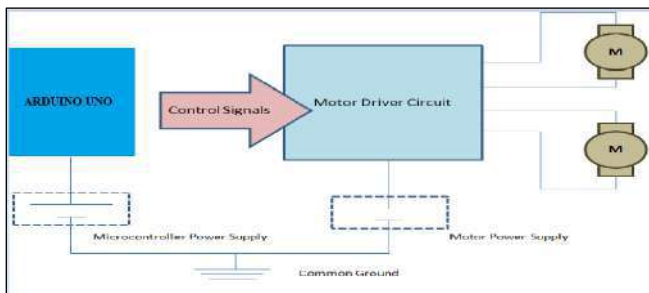 ARDUINO UNO
Control Signals
Motor Driver Circuit
M
M
Microcontroller Power Supply
Motor Power Supply
Common Ground